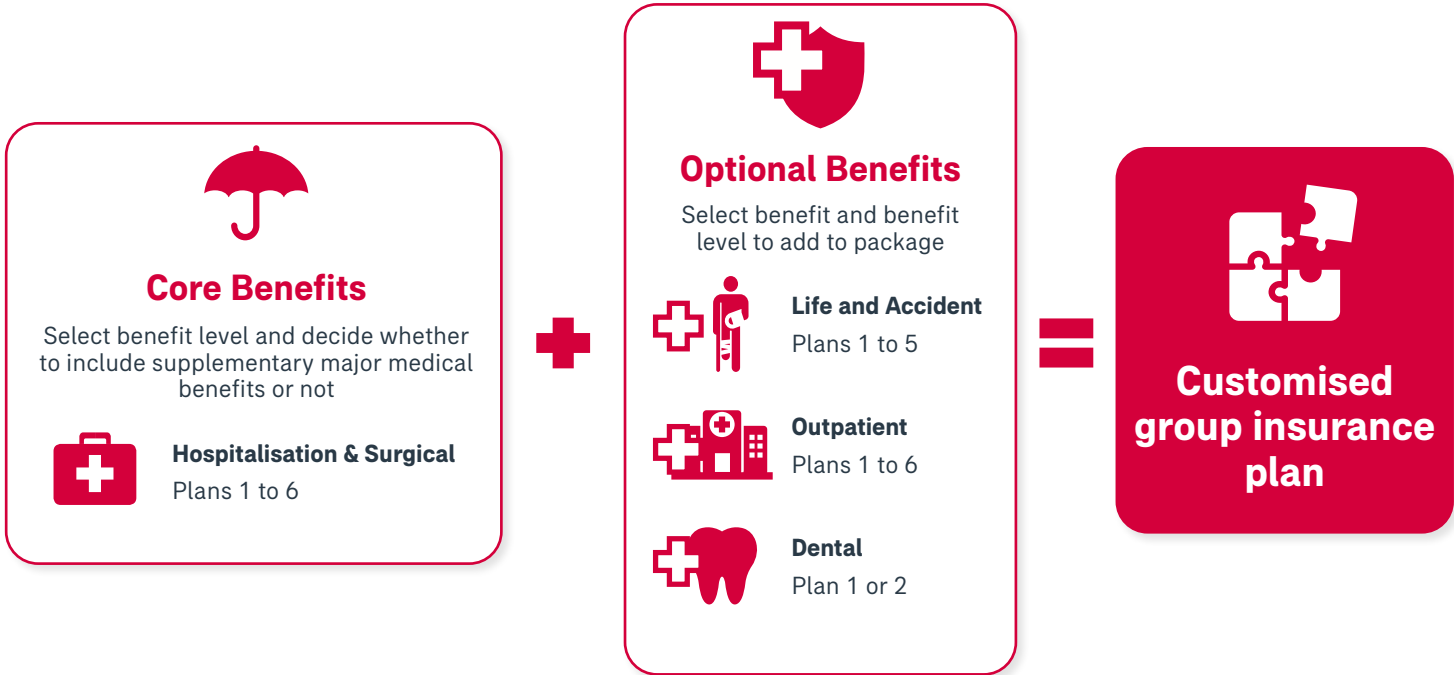 Core Benefits
Select benefit level and decide whether
to include supplementary major medical
benefits or not
Hospitalisation & Surgical
Plans 1 to 6
Optional Benefits
Select benefit and benefit
level to add to package
Life and Accident
Plans 1 to 5
Outpatient
Plans 1 to 6
Dental
Plan 1 or 2
Customised
group insurance
plan